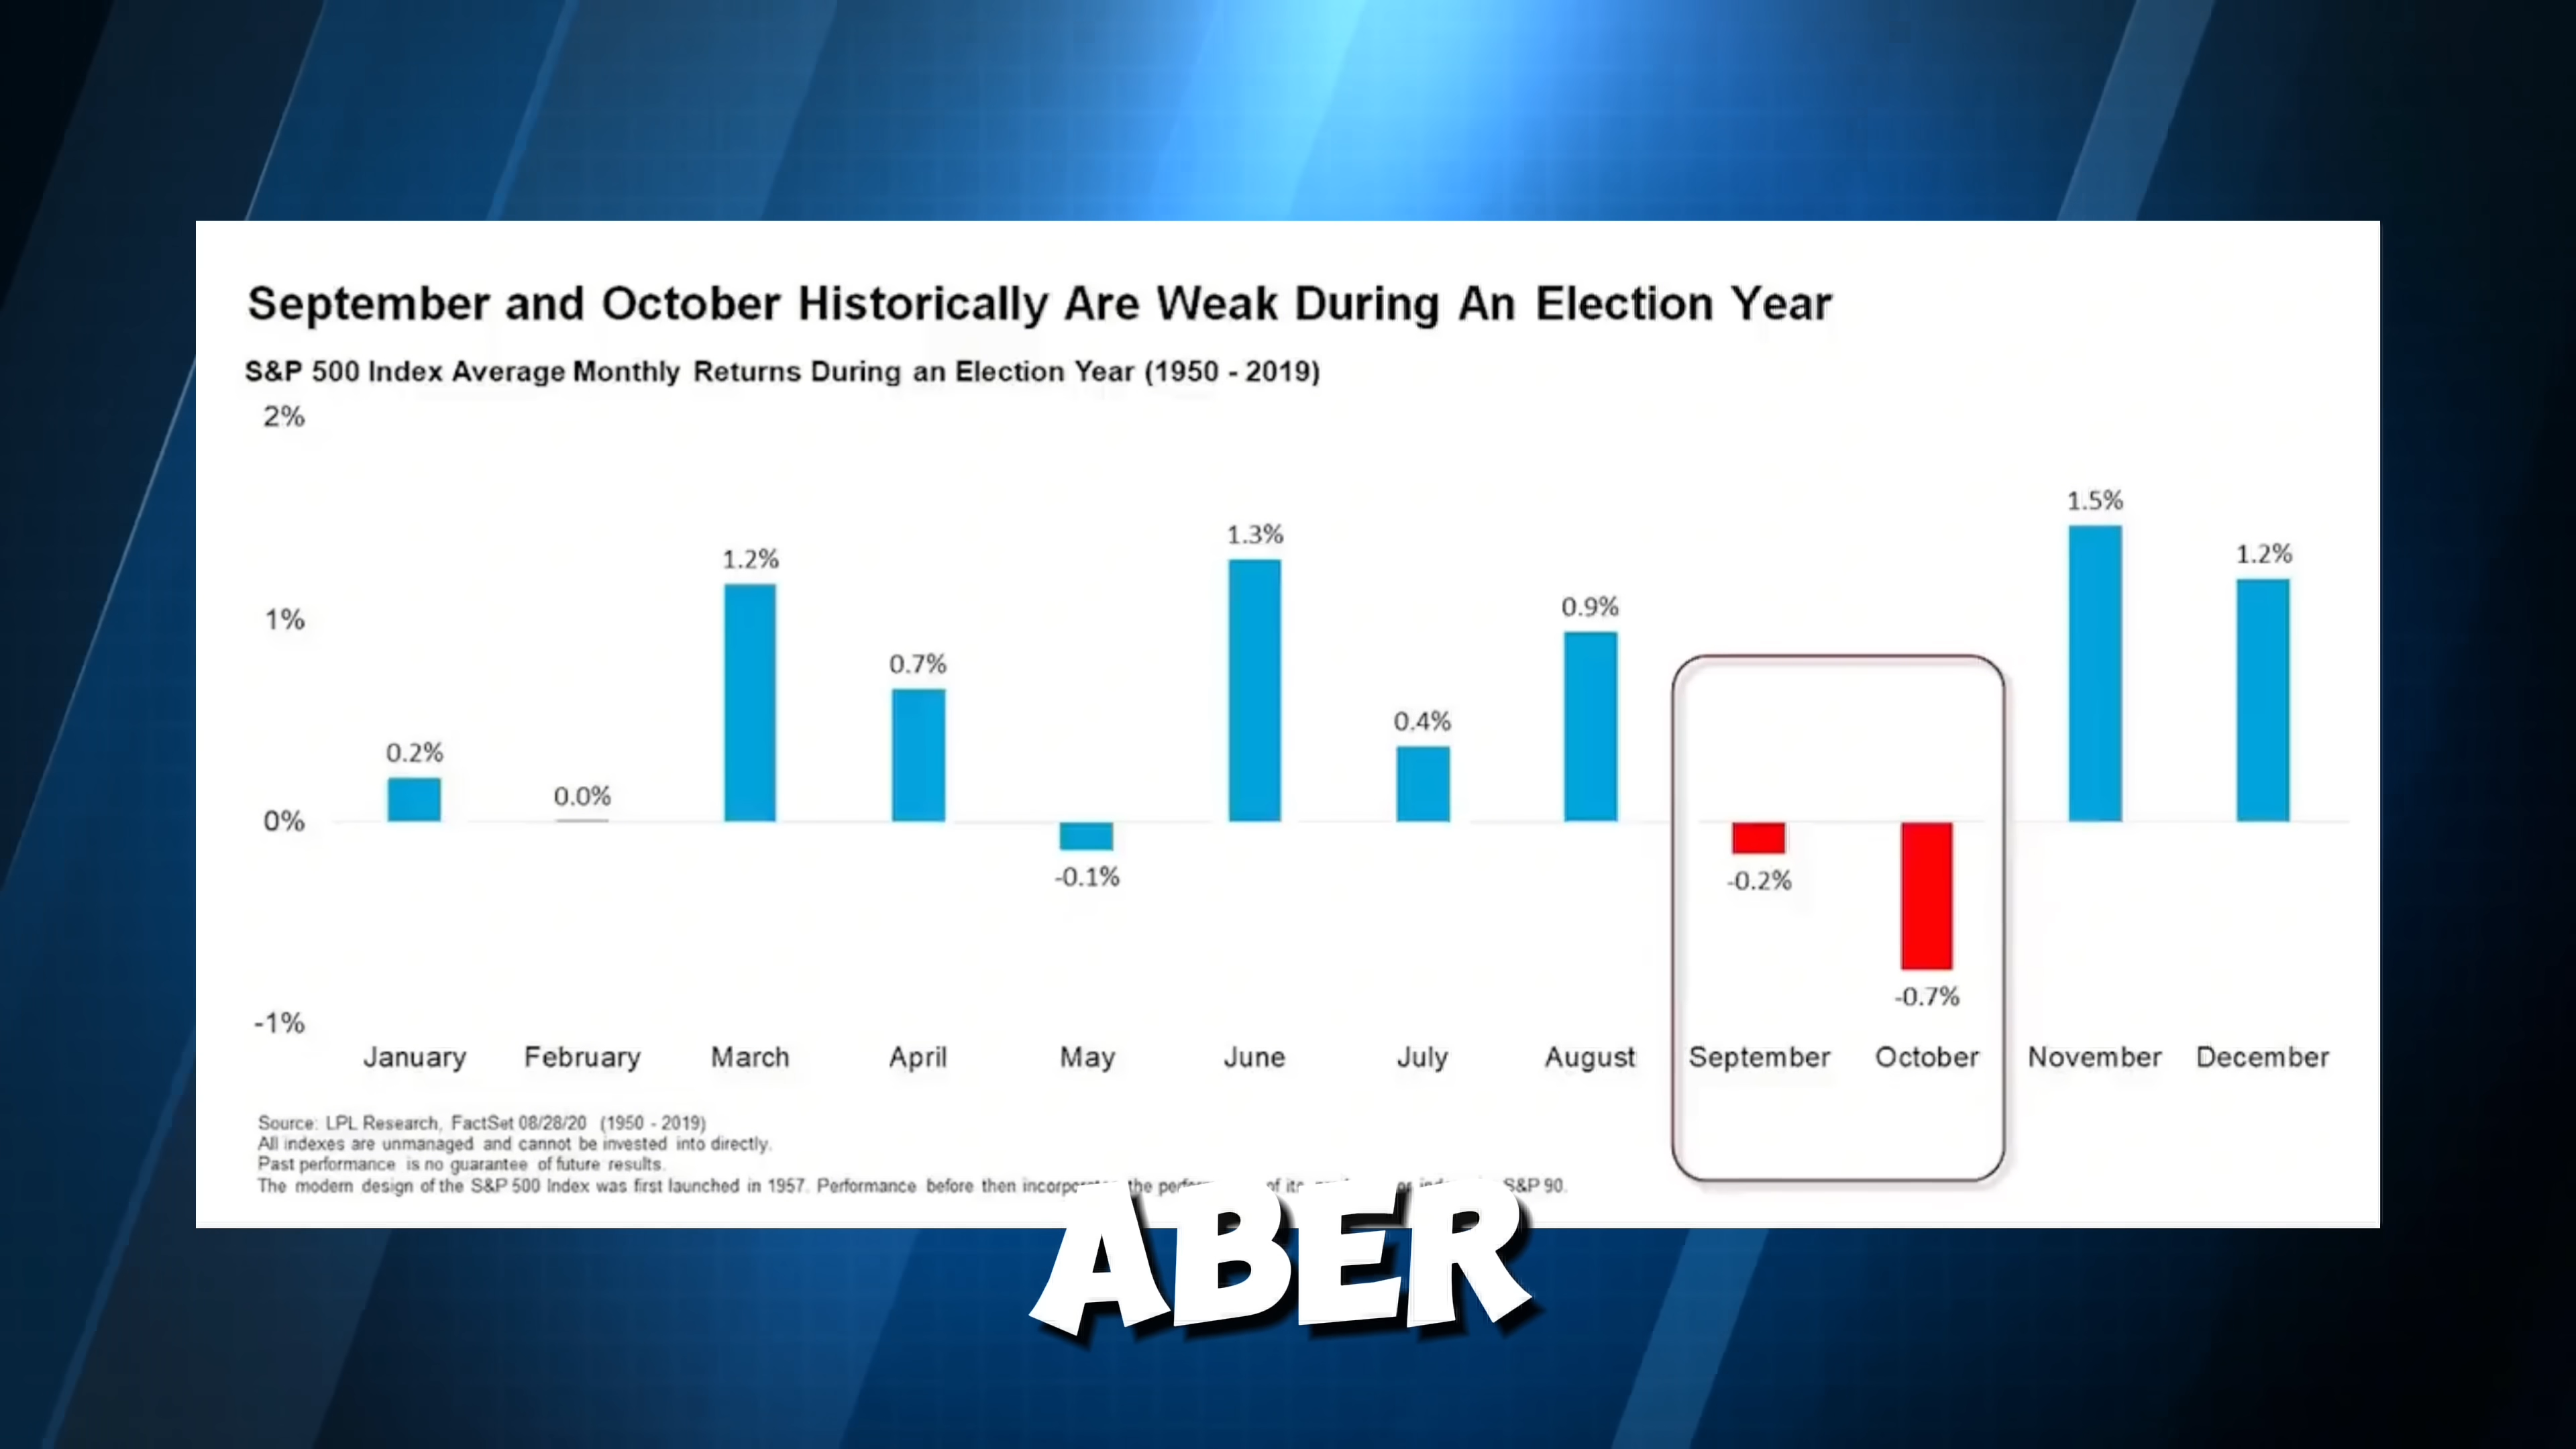 September and October Historically Are Weak During An Election Year
S&P 500 Index Average Monthly Returns During an Election Year (1950 - 2019)
2%
1%
0%
-1%
0.2%
0.0%
1.2%
0.7%
-0.1%
1.3%
0.4%
0.9%
-0.2%
-0.7%
1.5%
1.2%
January February March April May June July August September October November December
Source: LPL Research, FactSet 08/28/20 (1950 - 2019)
All indexes are unmanaged and cannot be invested into directly.
Past performance is no guarantee of future results.
The modern design of the S&P 500 Index was first launched in 1957. Performance before then the of S&P 90.
ABER